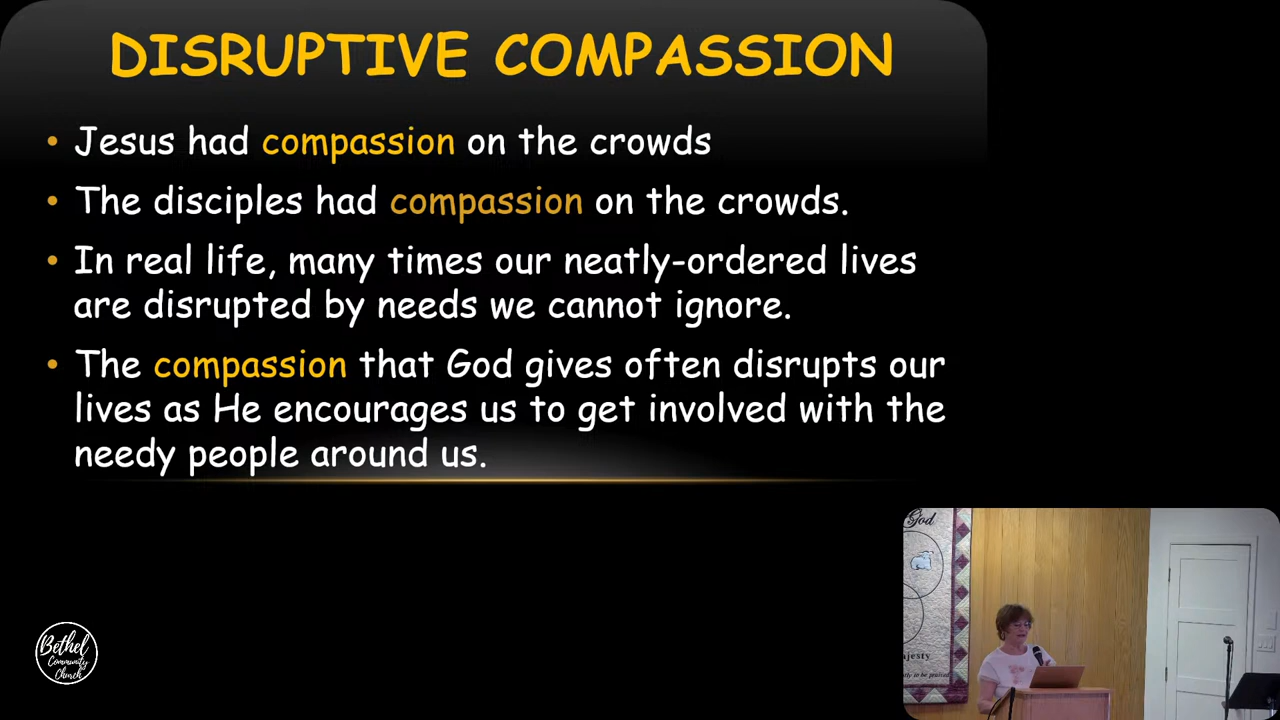 DISRUPTIVE COMPASSION
• Jesus had compassion on the crowds
• The disciples had compassion on the crowds.
• In real life, many times our neatly-ordered lives
are disrupted by needs we cannot ignore.
• The compassion that God gives often disrupts our
lives as He encourages us to get involved with the
needy people around us.
God
Bethel
Community
Church